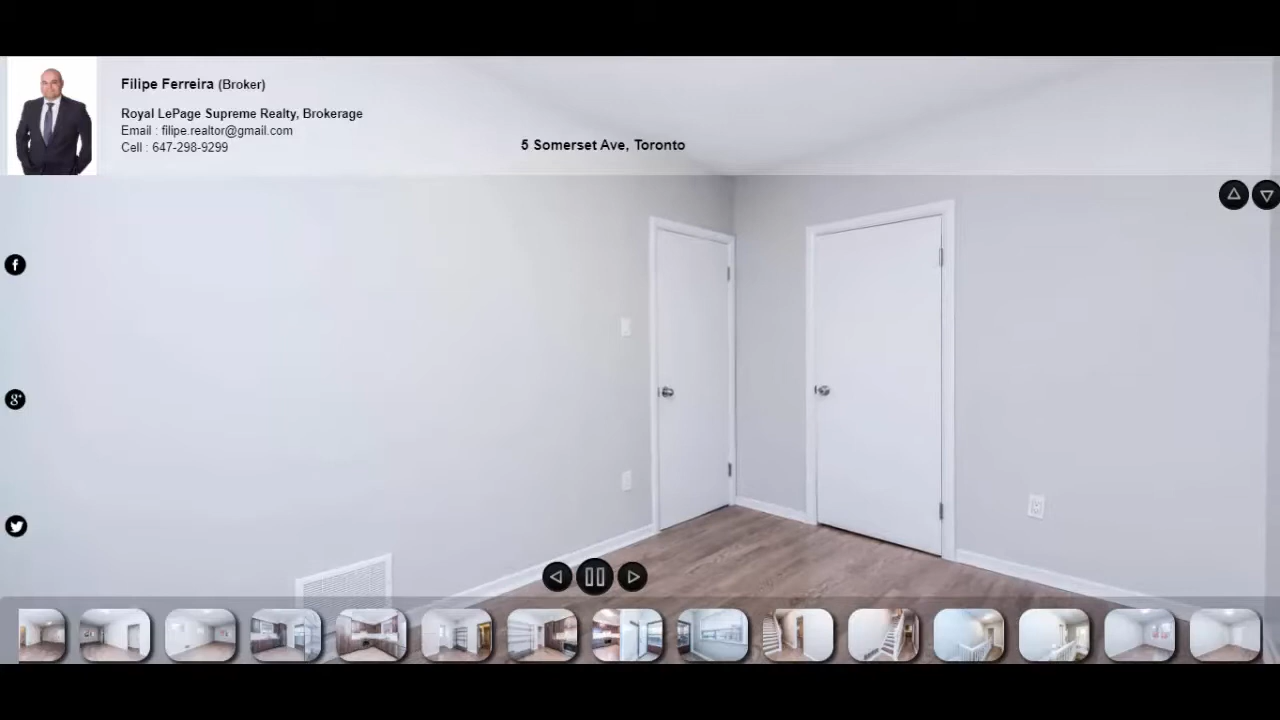 Filipe Ferreira (Broker)
Royal LePage Supreme Realty, Brokerage
Email : filipe.realtor@gmail.com
Cell : 647-298-9299
5 Somerset Ave, Toronto